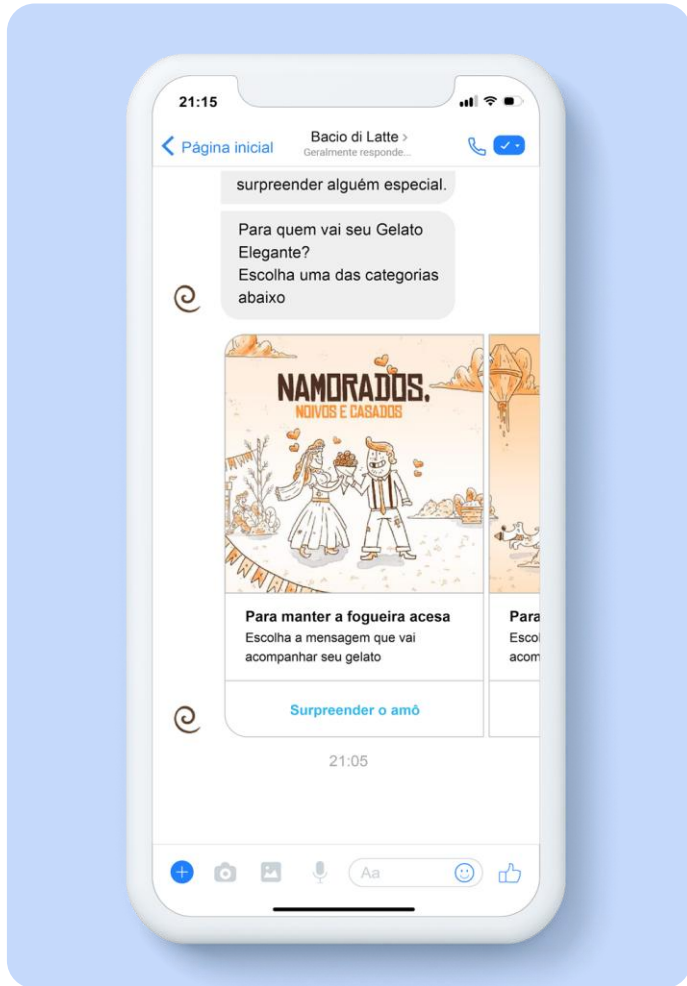 21:15
Página inicial
Bacio di Latte >
Geralmente responde...
surpreender alguém especial.
Para quem vai seu Gelato
Elegante?
Escolha uma das categorias
abaixo
NAMORADOS,
NOIVOS E CASADOS
Para manter a fogueira acesa
Escolha a mensagem que vai
acompanhar seu gelato
Surpreender o amô
Para
Escol
acom
21:05
Aa